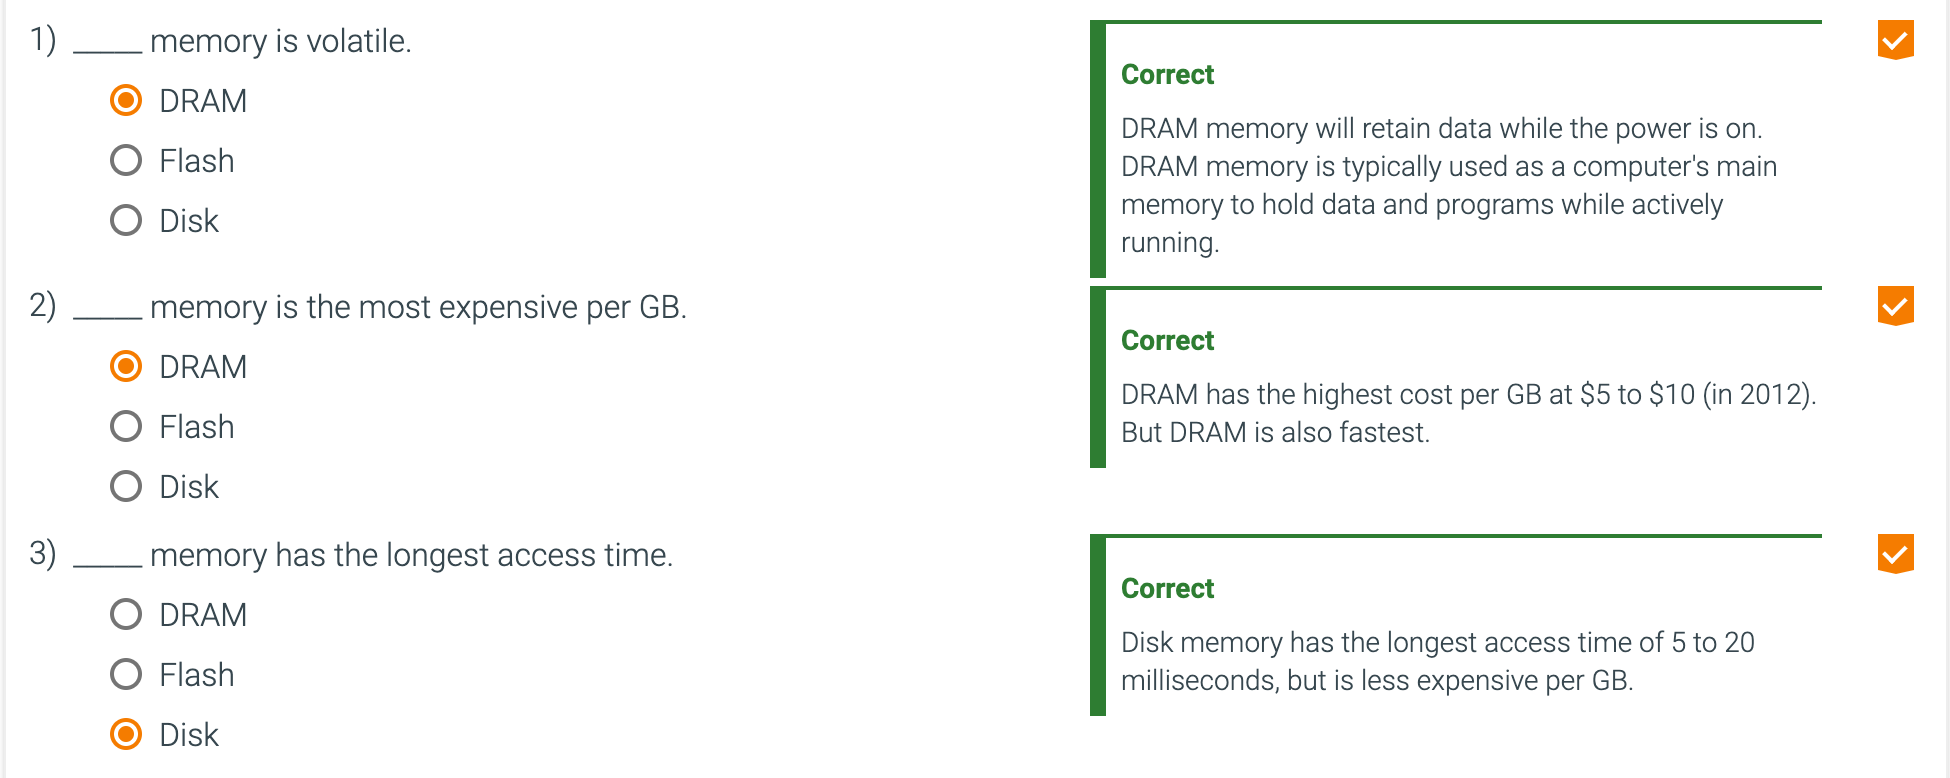 1) _____ memory is volatile.
DRAM
Flash
Disk
Correct
DRAM memory will retain data while the power is on.
DRAM memory is typically used as a computer's main
memory to hold data and programs while actively
running.
2) _____ memory is the most expensive per GB.
DRAM
Flash
Disk
Correct
DRAM has the highest cost per GB at $5 to $10 (in 2012).
But DRAM is also fastest.
3) _____ memory has the longest access time.
DRAM
Flash
Disk
Correct
Disk memory has the longest access time of 5 to 20
milliseconds, but is less expensive per GB.